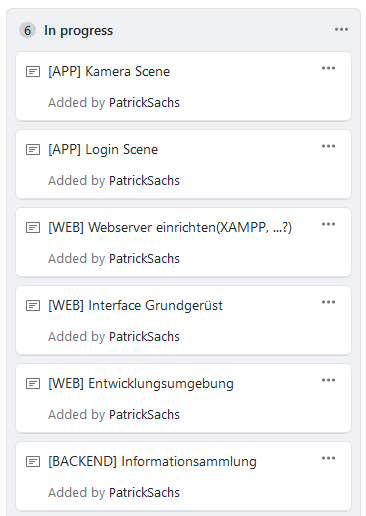 6 In progress
[APP] Kamera Scene
Added by PatrickSachs
[APP] Login Scene
Added by PatrickSachs
[WEB] Webserver einrichten(XAMPP, ...?)
Added by PatrickSachs
[WEB] Interface Grundgerüst
Added by PatrickSachs
[WEB] Entwicklungsumgebung
Added by PatrickSachs
[BACKEND] Informationsammlung
Added by PatrickSachs